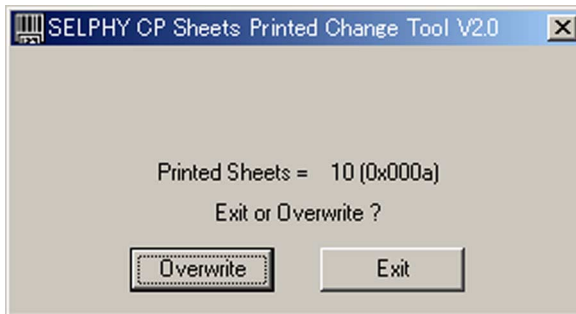 SELPHY CP Sheets Printed Change Tool V2.0
Printed Sheets = 10 (0x000a)
Exit or Overwrite ?
Overwrite
Exit